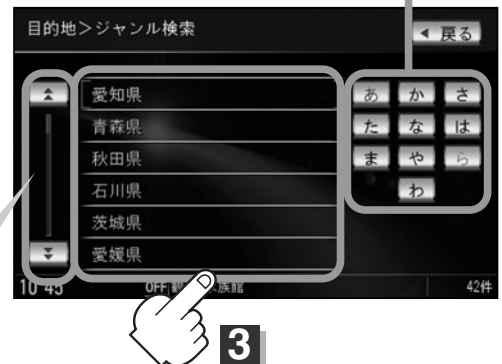 目的地＞ジャンル検索
戻る
愛知県
青森県
秋田県
石川県
茨城県
愛媛県
あ か さ
た な は
ま や ら
わ
10:45 OFF 族館 42件
3